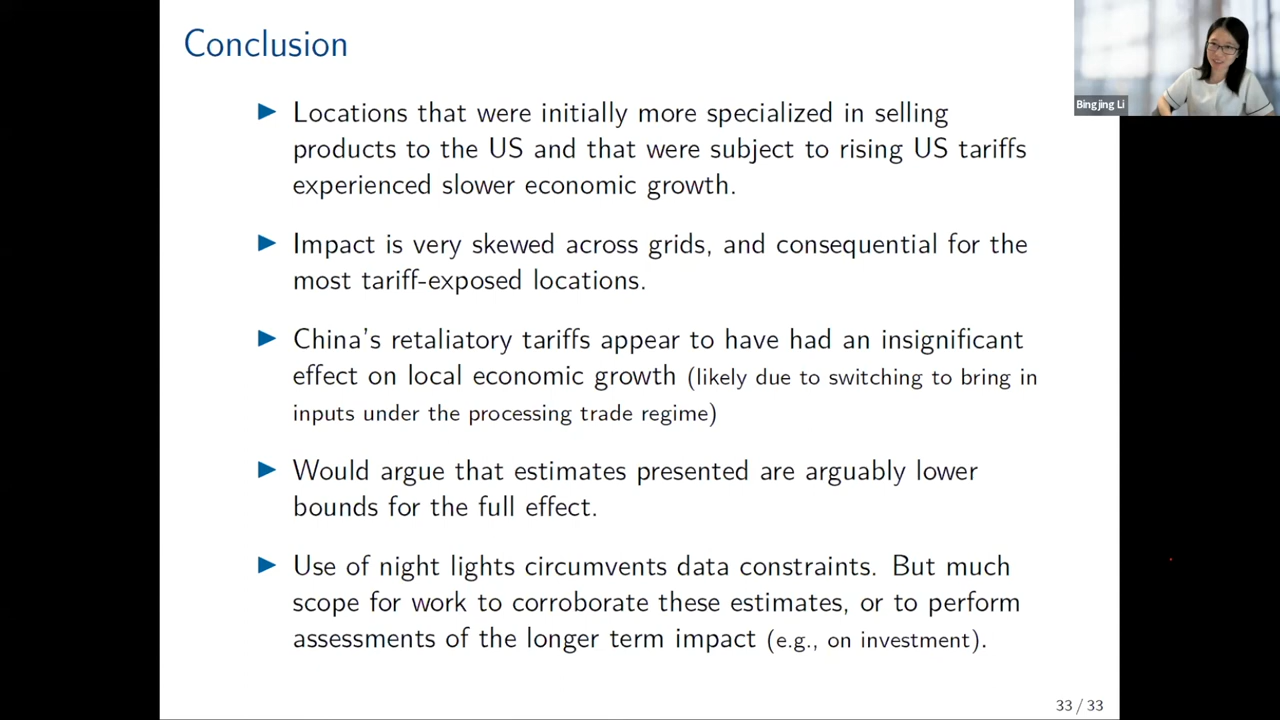 Conclusion
Bingjing Li
▶ Locations that were initially more specialized in selling
products to the US and that were subject to rising US tariffs
experienced slower economic growth.
▶ Impact is very skewed across grids, and consequential for the
most tariff-exposed locations.
▶ China's retaliatory tariffs appear to have had an insignificant
effect on local economic growth (likely due to switching to bring in
inputs under the processing trade regime)
▶ Would argue that estimates presented are arguably lower
bounds for the full effect.
▶ Use of night lights circumvents data constraints. But much
scope for work to corroborate these estimates, or to perform
assessments of the longer term impact (e.g., on investment).
33 / 33